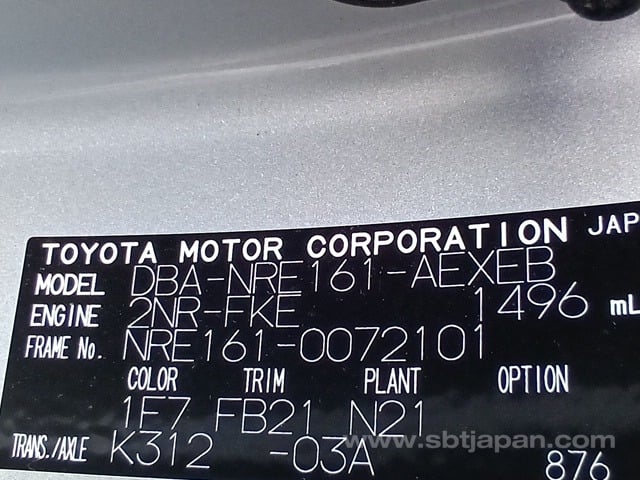 TOYOTA MOTOR CORPORATION JAP
MODEL DBA-NRE161-AEXEB
ENGINE 2NR-FKE 1496 mL
FRAME No. NRE161-0072101
COLOR TRIM PLANT OPTION
1E7 FB21 N21
TRANS./AXLE K312 -03A
www.sbtjapan.com
876